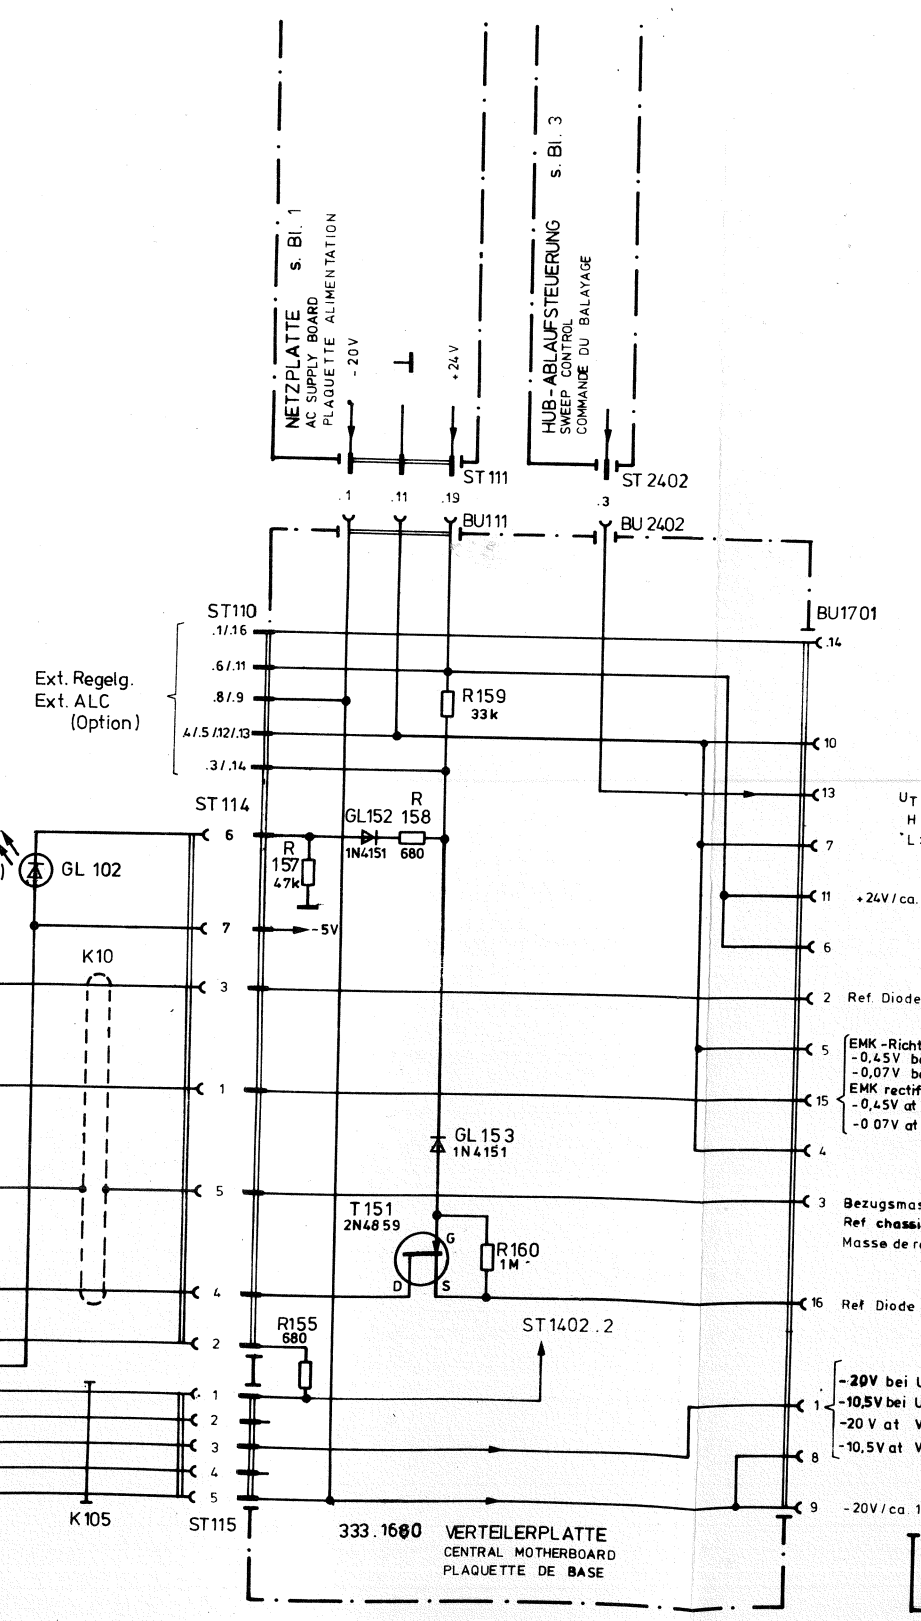 NETZPLATTE s. Bl. 1
AC SUPPLY BOARD
PLAQUETTE ALIMENTATION
-20V
+24V
HUB-ABLAUFSTEUERUNG s. Bl. 3
SWEEP CONTROL
COMMANDE DU BALAYAGE
ST 111
ST 2402
.1
.11
.19
.3
BU111
BU 2402
ST110
BU1701
.1/.16
.14
.6/.11
Ext. Regelg.
Ext. ALC
(Option)
.8/.9
R159
33k
.4/.5/.12/.13
10
.3/.14
13
ST 114
GL152
R
158
6
1N4151
680
7
R
157
47k
GL 102
11
+24V/ca.
7
-5V
6
K10
3
2
Ref. Diode
5
EMK-Richt
-0,45V
-0,07V
1
15
EMK rectif
-0,45V at
-0 07V at
GL 153
1N4151
4
5
3
Bezugsmas
Ref chassi
Masse de r
T151
2N4859
G
D
S
R160
1M
4
16
Ref Diode
R155
680
ST1402.2
2
1
1
-20V bei U
-10,5V bei U
-20 V at V
-10,5V at V
2
3
8
4
5
9
-20V/ca. 1
K105
ST115
333.1680 VERTEILERPLATTE
CENTRAL MOTHERBOARD
PLAQUETTE DE BASE